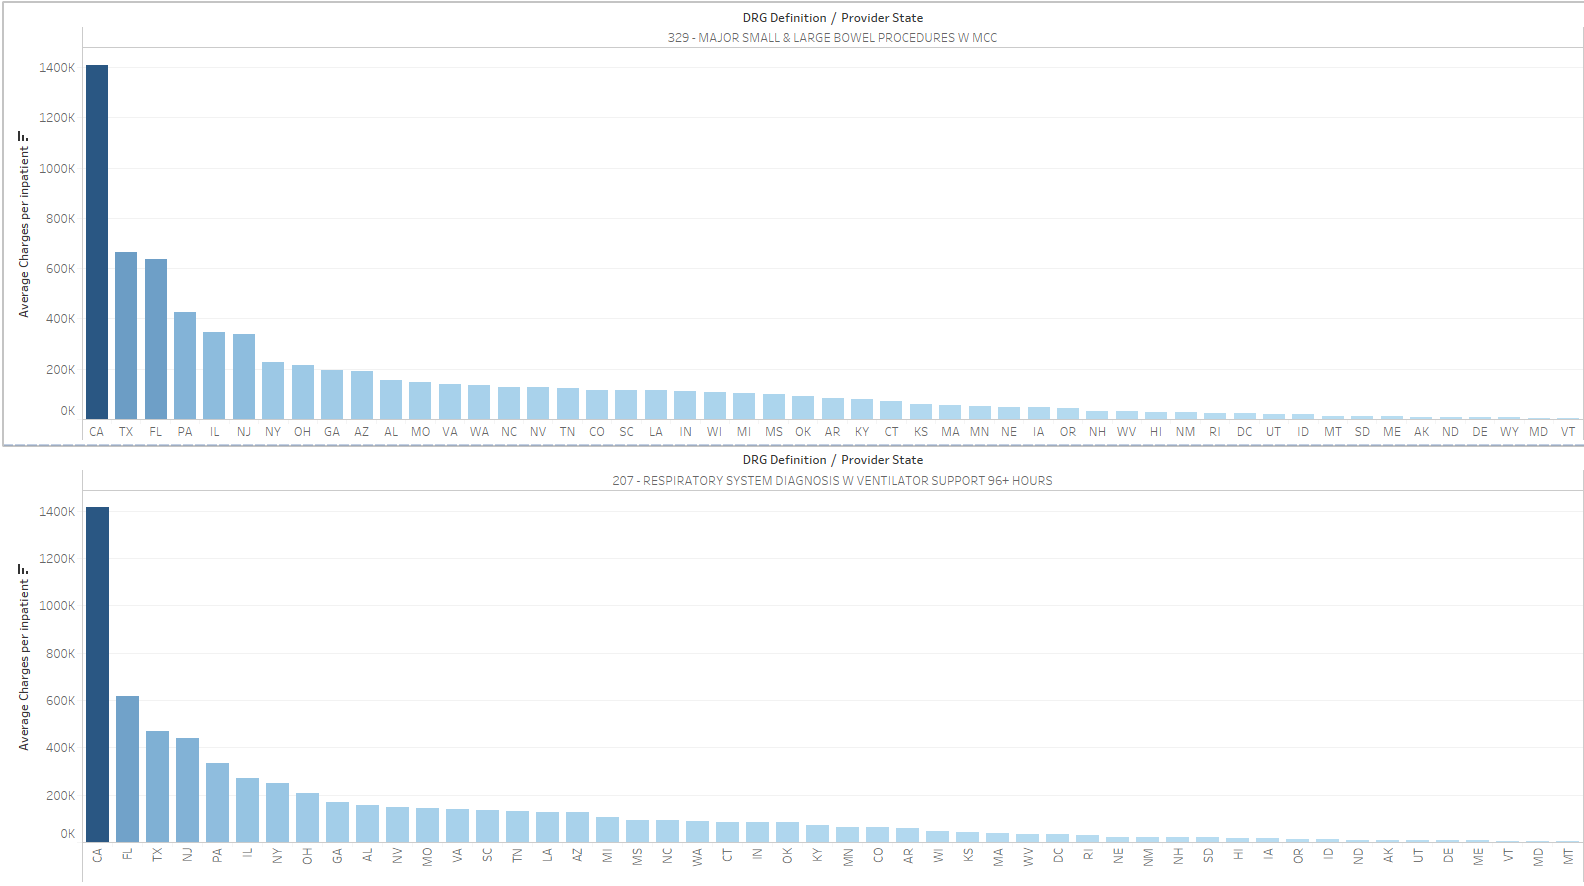 DRG Definition / Provider State
329 - MAJOR SMALL & LARGE BOWEL PROCEDURES W MCC
Average Charges per inpatient
1400K
1200K
1000K
800K
600K
400K
200K
0K
CA TX FL PA IL NJ NY OH GA AZ AL MO VA WA NC NV TN CO SC LA IN WI MI MS OK AR KY CT KS MA MN NE IA OR NH WV HI NM RI DC UT ID MT SD ME AK ND DE WY MD VT
DRG Definition / Provider State
207 - RESPIRATORY SYSTEM DIAGNOSIS W VENTILATOR SUPPORT 96+ HOURS
Average Charges per inpatient
1400K
1200K
1000K
800K
600K
400K
200K
0K
CA FL TX NJ PA IL NY OH GA AL NV MO VA SC TN LA AZ MI MS NC WA CT IN OK KY MN CO AR WI KS MA WV DC RI NE NM NH SD HI IA OR ID ND AK UT DE ME VT MD MT